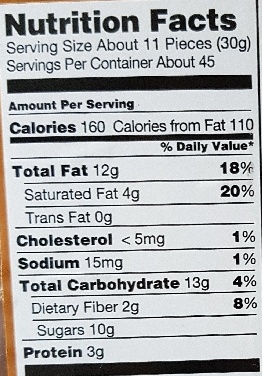 Nutrition Facts
Serving Size About 11 Pieces (30g)
Servings Per Container About 45
Amount Per Serving
Calories 160 Calories from Fat 110
% Daily Value*
Total Fat 12g 18%
Saturated Fat 4g 20%
Trans Fat 0g
Cholesterol <5mg 1%
Sodium 15mg 1%
Total Carbohydrate 13g 4%
Dietary Fiber 2g 8%
Sugars 10g
Protein 3g